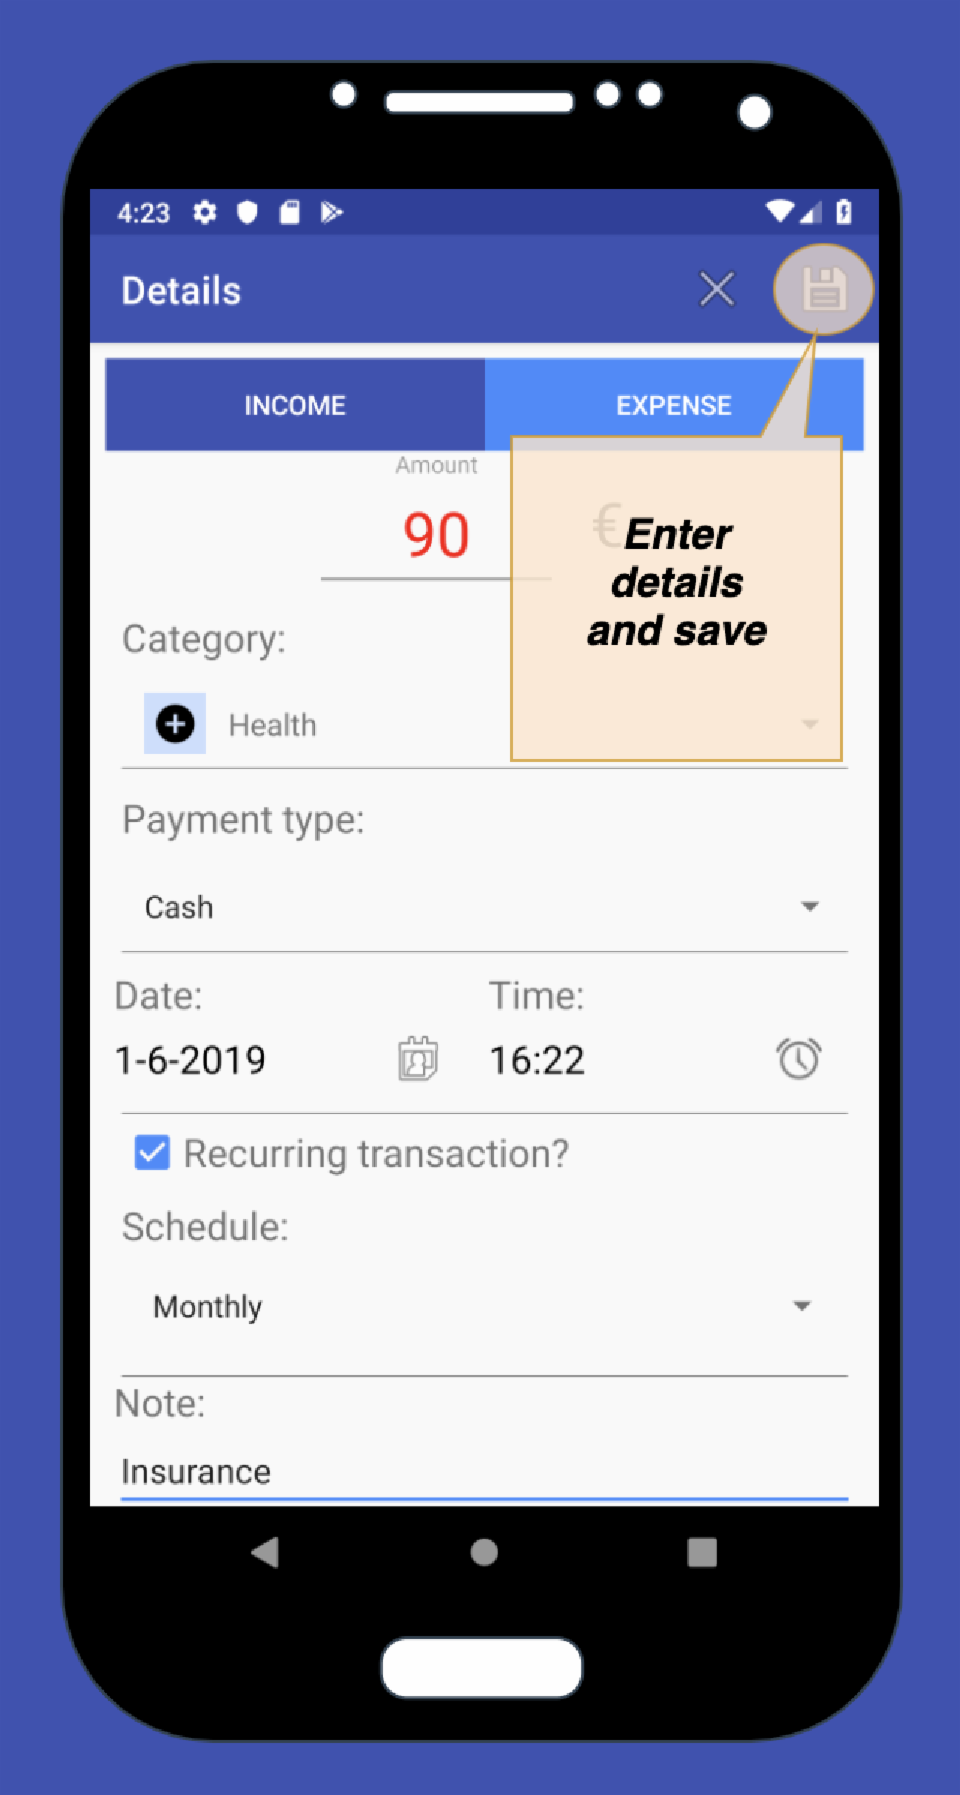 4:23
Details
INCOME
EXPENSE
Amount
90
€
Enter
details
and save
Category:
Health
Payment type:
Cash
Date:
Time:
1-6-2019
16:22
Recurring transaction?
Schedule:
Monthly
Note:
Insurance